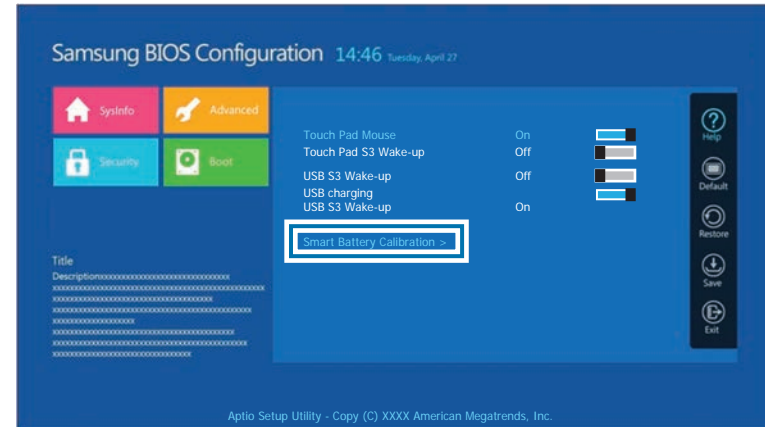 Samsung BIOS Configuration 14:46 Tuesday, April 27
SysInfo
Advanced
Security
Boot
Touch Pad Mouse On
Touch Pad S3 Wake-up Off
USB S3 Wake-up Off
USB charging
USB S3 Wake-up On
Smart Battery Calibration >
Title
Descriptionxxxxxxxxxxxxxxxxxxxxxxxxxxxxx
Help
Default
Restore
Save
Exit
Aptio Setup Utility - Copy (C) XXXX American Megatrends, Inc.